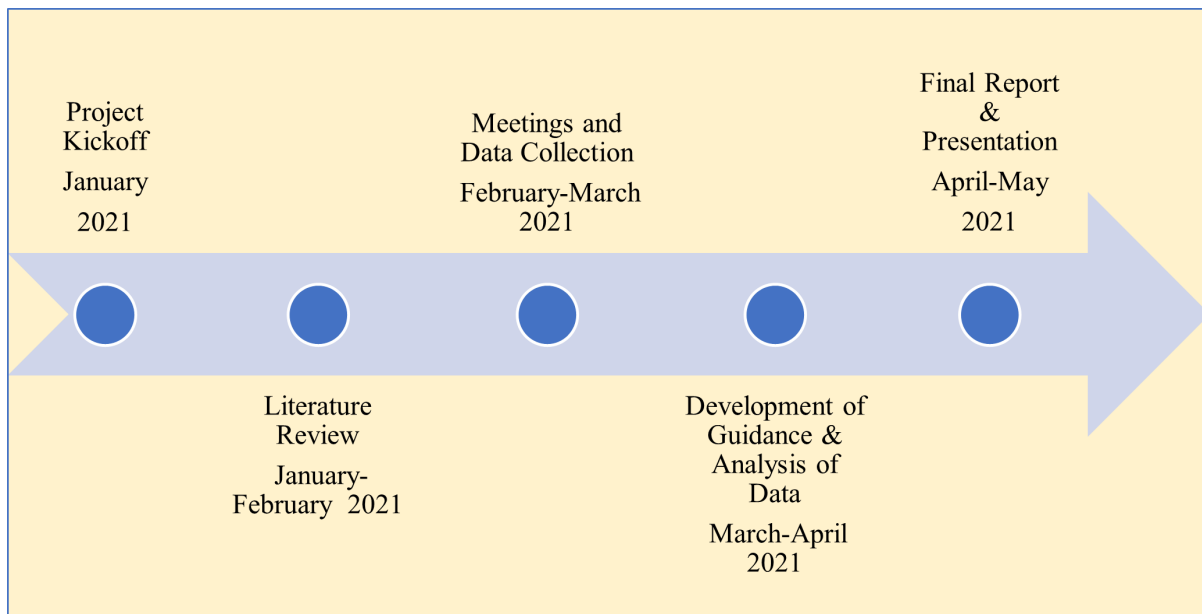 Project
Kickoff
January
2021
Literature
Review
January-
February 2021
Meetings and
Data Collection
February-March
2021
Development of
Guidance &
Analysis of
Data
March-April
2021
Final Report
&
Presentation
April-May
2021